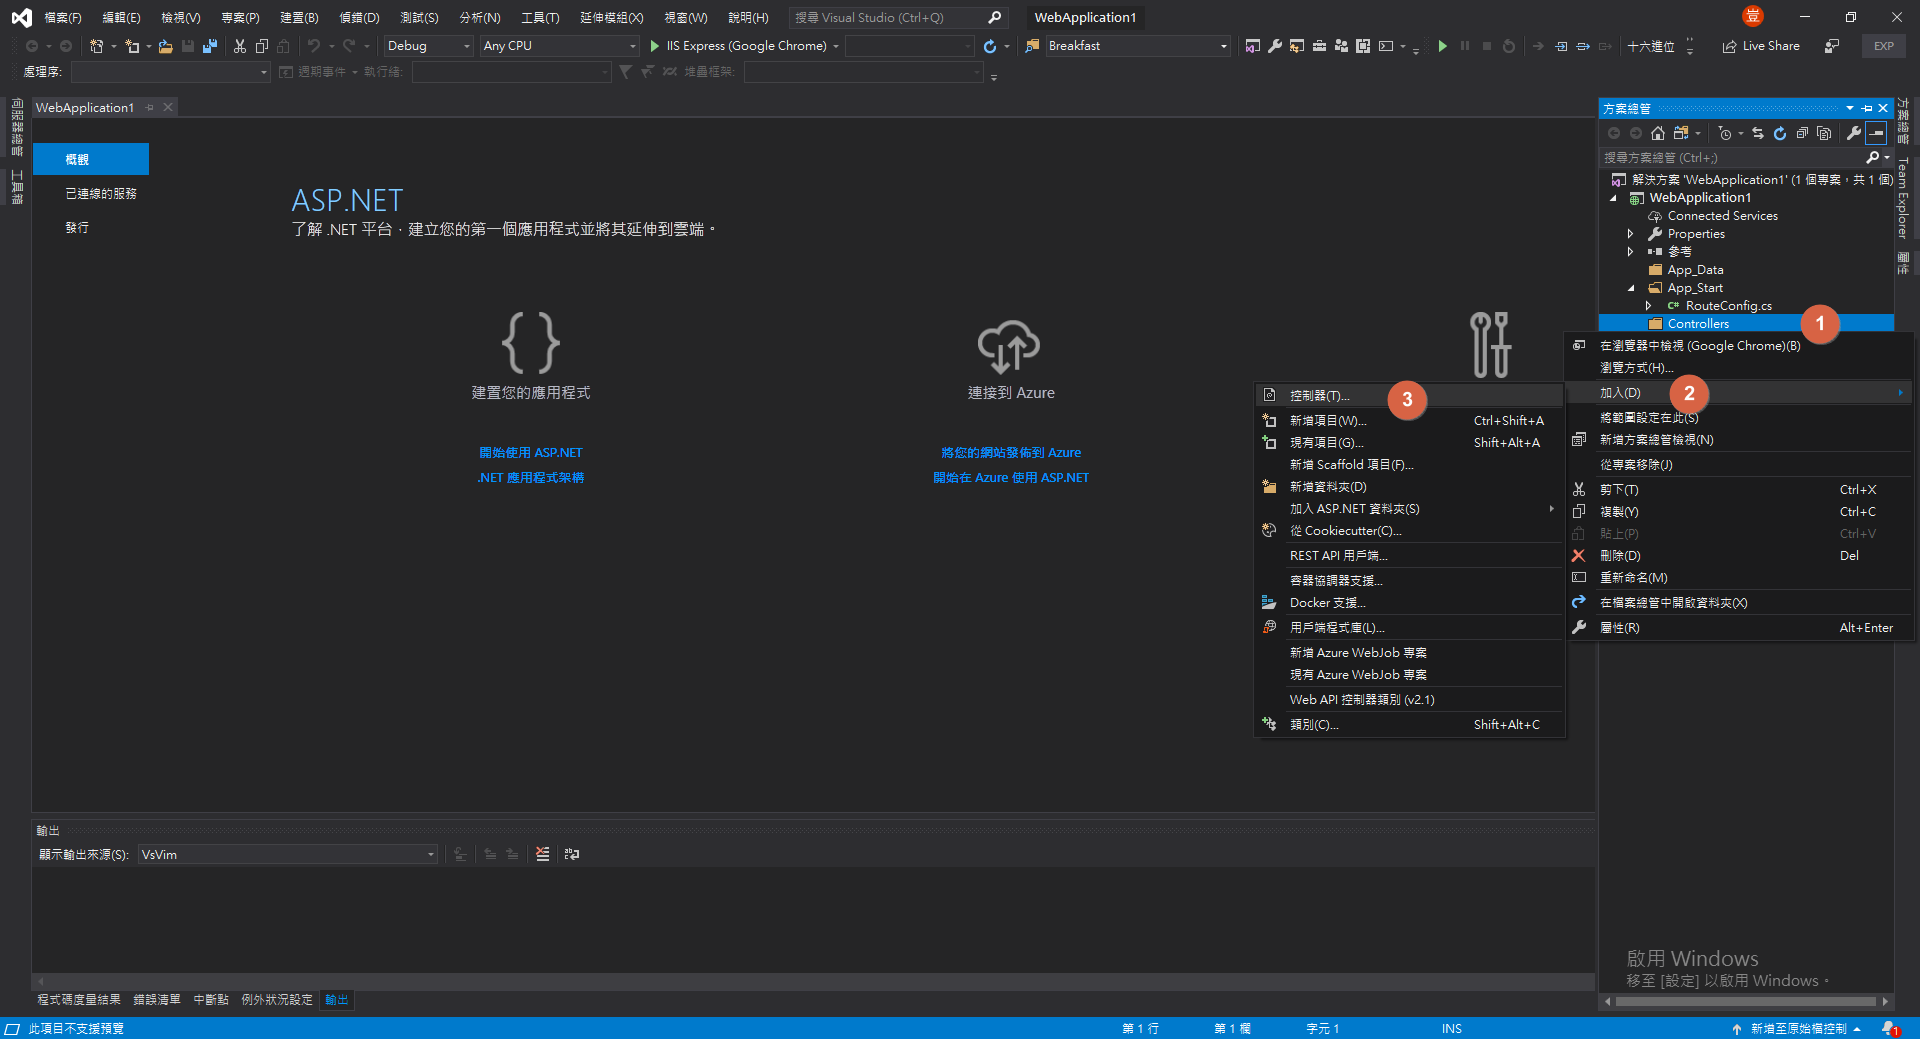 檔案(F) 編輯(E) 檢視(V) 專案(P) 建置(B) 偵錯(D) 測試(S) 分析(N) 工具(T) 延伸模組(X) 視窗(W) 說明(H) 搜尋 Visual Studio (Ctrl+Q) WebApplication1 豈
Debug Any CPU IIS Express (Google Chrome) Breakfast 十六進位 Live Share EXP
處理序: 週期事件 執行緒: 堆疊框架:
伺服器總管
工具箱
WebApplication1
概觀
已連線的服務
發行
ASP.NET
了解 .NET 平台，建立您的第一個應用程式並將其延伸到雲端。
建置您的應用程式
開始使用 ASP.NET
.NET 應用程式架構
連接到 Azure
將您的網站發佈到 Azure
開始在 Azure 使用 ASP.NET
方案總管
搜尋方案總管 (Ctrl+;)
解決方案 'WebApplication1' (1 個專案，共 1 個)
WebApplication1
Connected Services
Properties
參考
App_Data
App_Start
C# RouteConfig.cs
Controllers
1
方案總管
Team Explorer
屬性
在瀏覽器中檢視 (Google Chrome)(B)
瀏覽方式(H)...
加入(D) 2
將範圍設定在此(S)
新增方案總管檢視(N)
從專案移除(J)
剪下(T) Ctrl+X
複製(Y) Ctrl+C
貼上(P) Ctrl+V
刪除(D) Del
重新命名(M)
在檔案總管中開啟資料夾(X)
屬性(R) Alt+Enter
控制器(T)... 3
新增項目(W)... Ctrl+Shift+A
現有項目(G)... Shift+Alt+A
新增 Scaffold 項目(F)...
新增資料夾(D)
加入 ASP.NET 資料夾(S)
從 Cookiecutter(C)...
REST API 用戶端...
容器協調器支援...
Docker 支援...
用戶端程式庫(L)...
新增 Azure WebJob 專案
現有 Azure WebJob 專案
Web API 控制器類別 (v2.1)
類別(C)... Shift+Alt+C
輸出
顯示輸出來源(S): VsVim
啟用 Windows
移至 [設定] 以啟用 Windows。
程式碼度量結果 錯誤清單 中斷點 例外狀況設定 輸出
此項目不支援預覽 第 1 行 第 1 欄 字元 1 INS 新增至原始檔控制 1